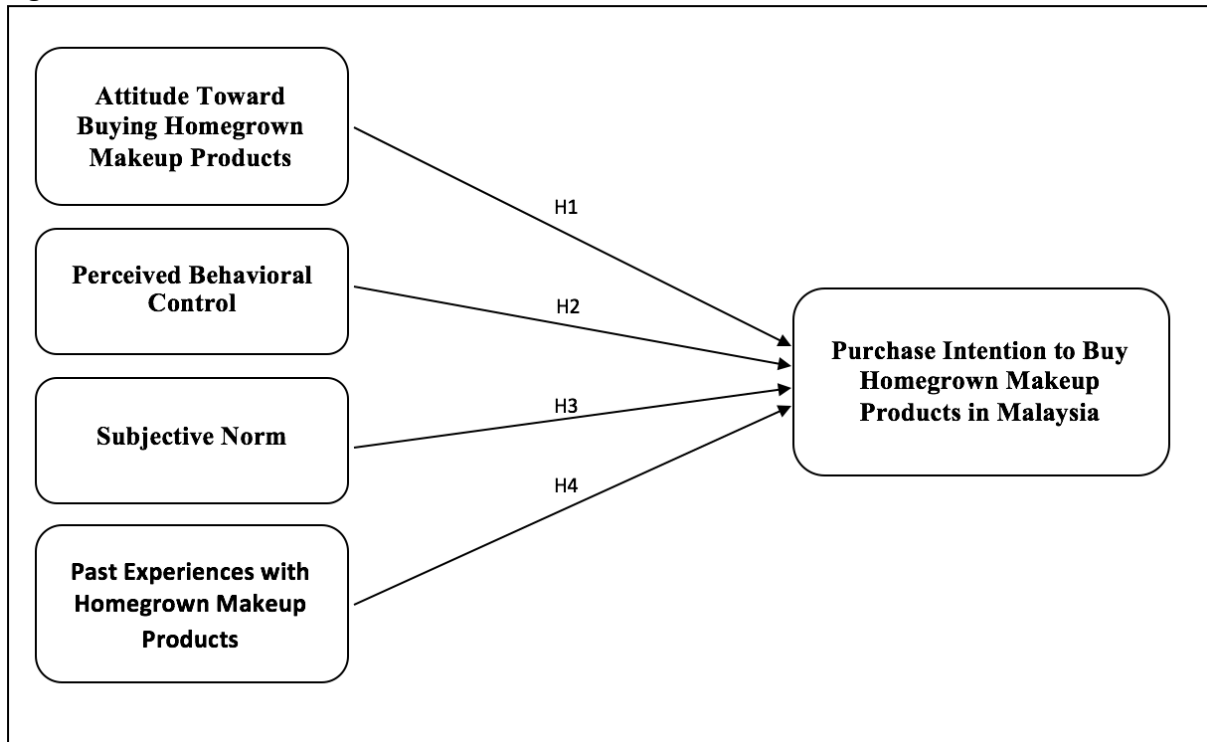 Attitude Toward
Buying Homegrown
Makeup Products
H1
Perceived Behavioral
Control
H2
Purchase Intention to Buy
Homegrown Makeup
Products in Malaysia
Subjective Norm
H3
H4
Past Experiences with
Homegrown Makeup
Products